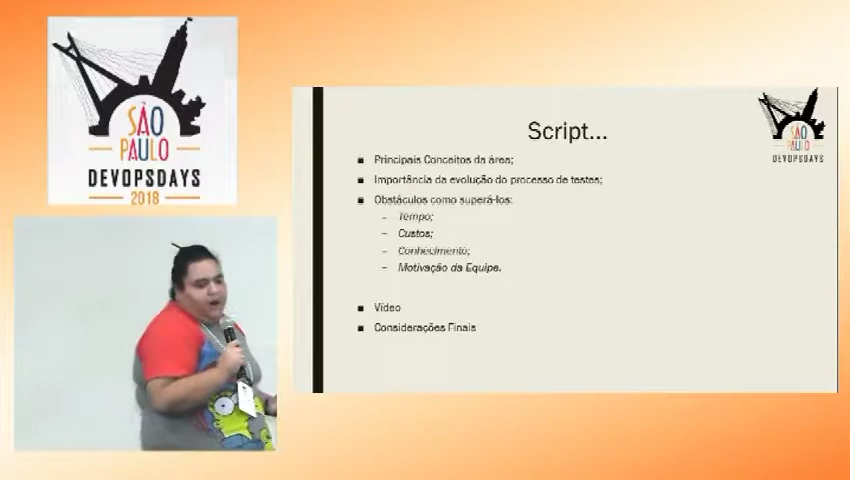 SÃO
PAULO
DEVOPSDAYS
2018
Script...
SÃO
PAULO
DEVOPSDAYS
■ Principais Conceitos da área;
■ Importância da evolução do processo de testes;
■ Obstáculos como superá-los:
– Tempo;
– Custos;
– Conhecimento;
– Motivação da Equipe.
■ Vídeo
■ Considerações Finais